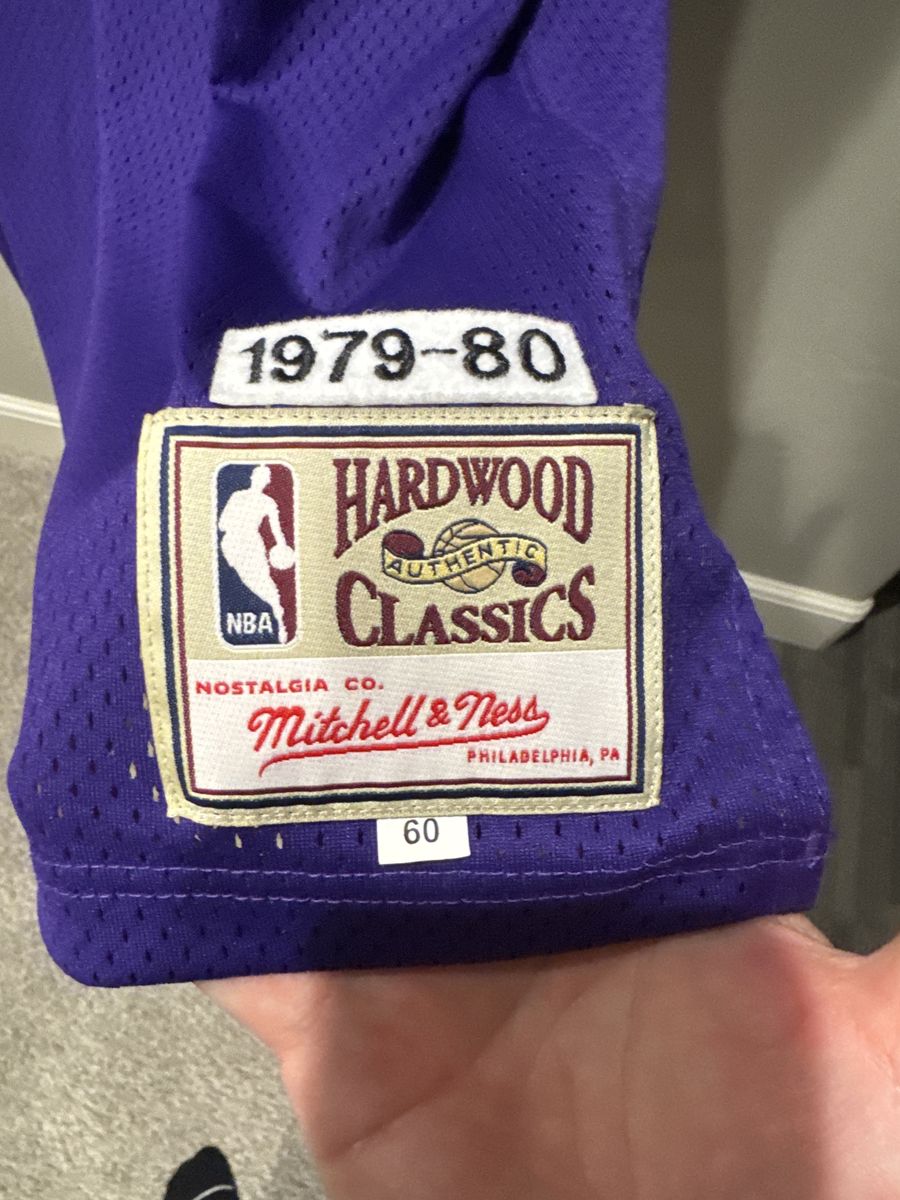 1979-80
HARDWOOD
AUTHENTIC
CLASSICS
NBA
NOSTALGIA CO.
Mitchell & Ness
PHILADELPHIA, PA
60